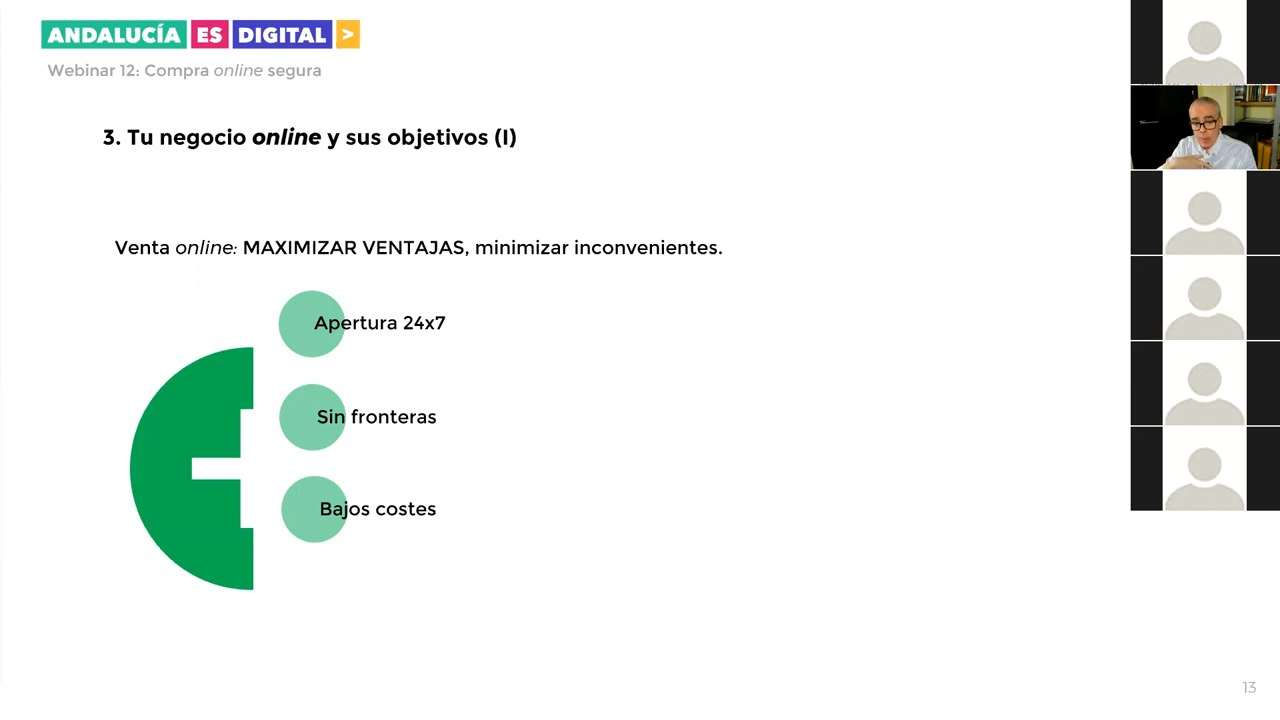 ANDALUCÍA ES DIGITAL >
Webinar 12: Compra online segura
3. Tu negocio online y sus objetivos (I)
Venta online: MAXIMIZAR VENTAJAS, minimizar inconvenientes.
Apertura 24x7
Sin fronteras
Bajos costes
13